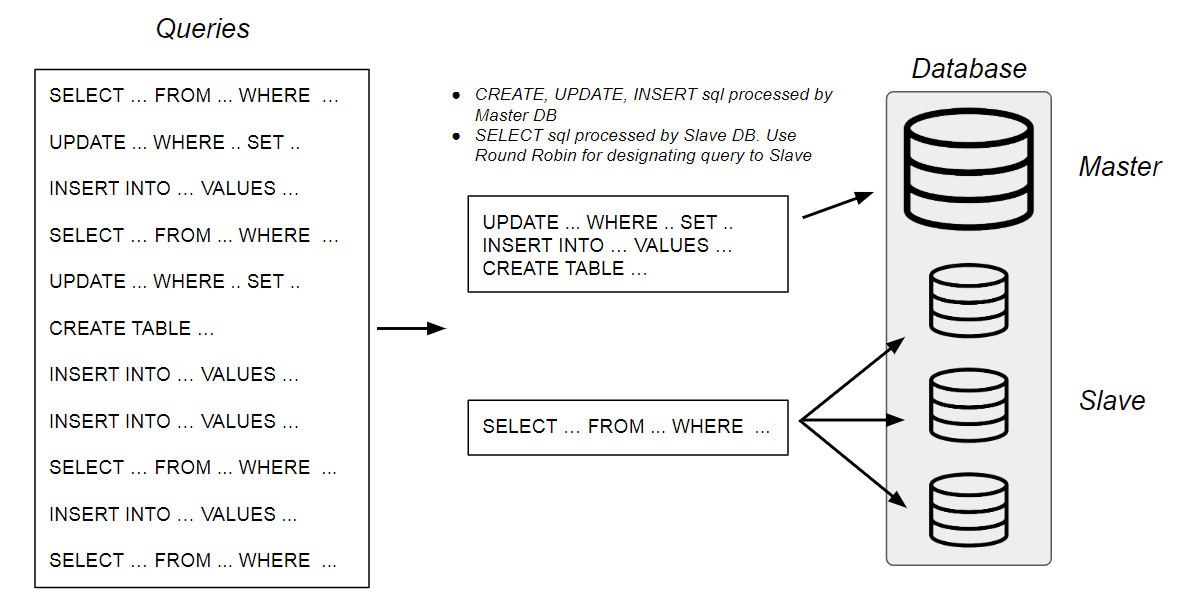 Queries
SELECT ... FROM ... WHERE ...
UPDATE ... WHERE .. SET ..
INSERT INTO ... VALUES ...
SELECT ... FROM ... WHERE ...
UPDATE ... WHERE .. SET ..
CREATE TABLE ...
INSERT INTO ... VALUES ...
INSERT INTO ... VALUES ...
SELECT ... FROM ... WHERE ...
INSERT INTO ... VALUES ...
SELECT ... FROM ... WHERE ...
● CREATE, UPDATE, INSERT sql processed by
Master DB
● SELECT sql processed by Slave DB. Use
Round Robin for designating query to Slave
UPDATE ... WHERE .. SET ..
INSERT INTO ... VALUES ...
CREATE TABLE ...
SELECT ... FROM ... WHERE ...
Database
Master
Slave